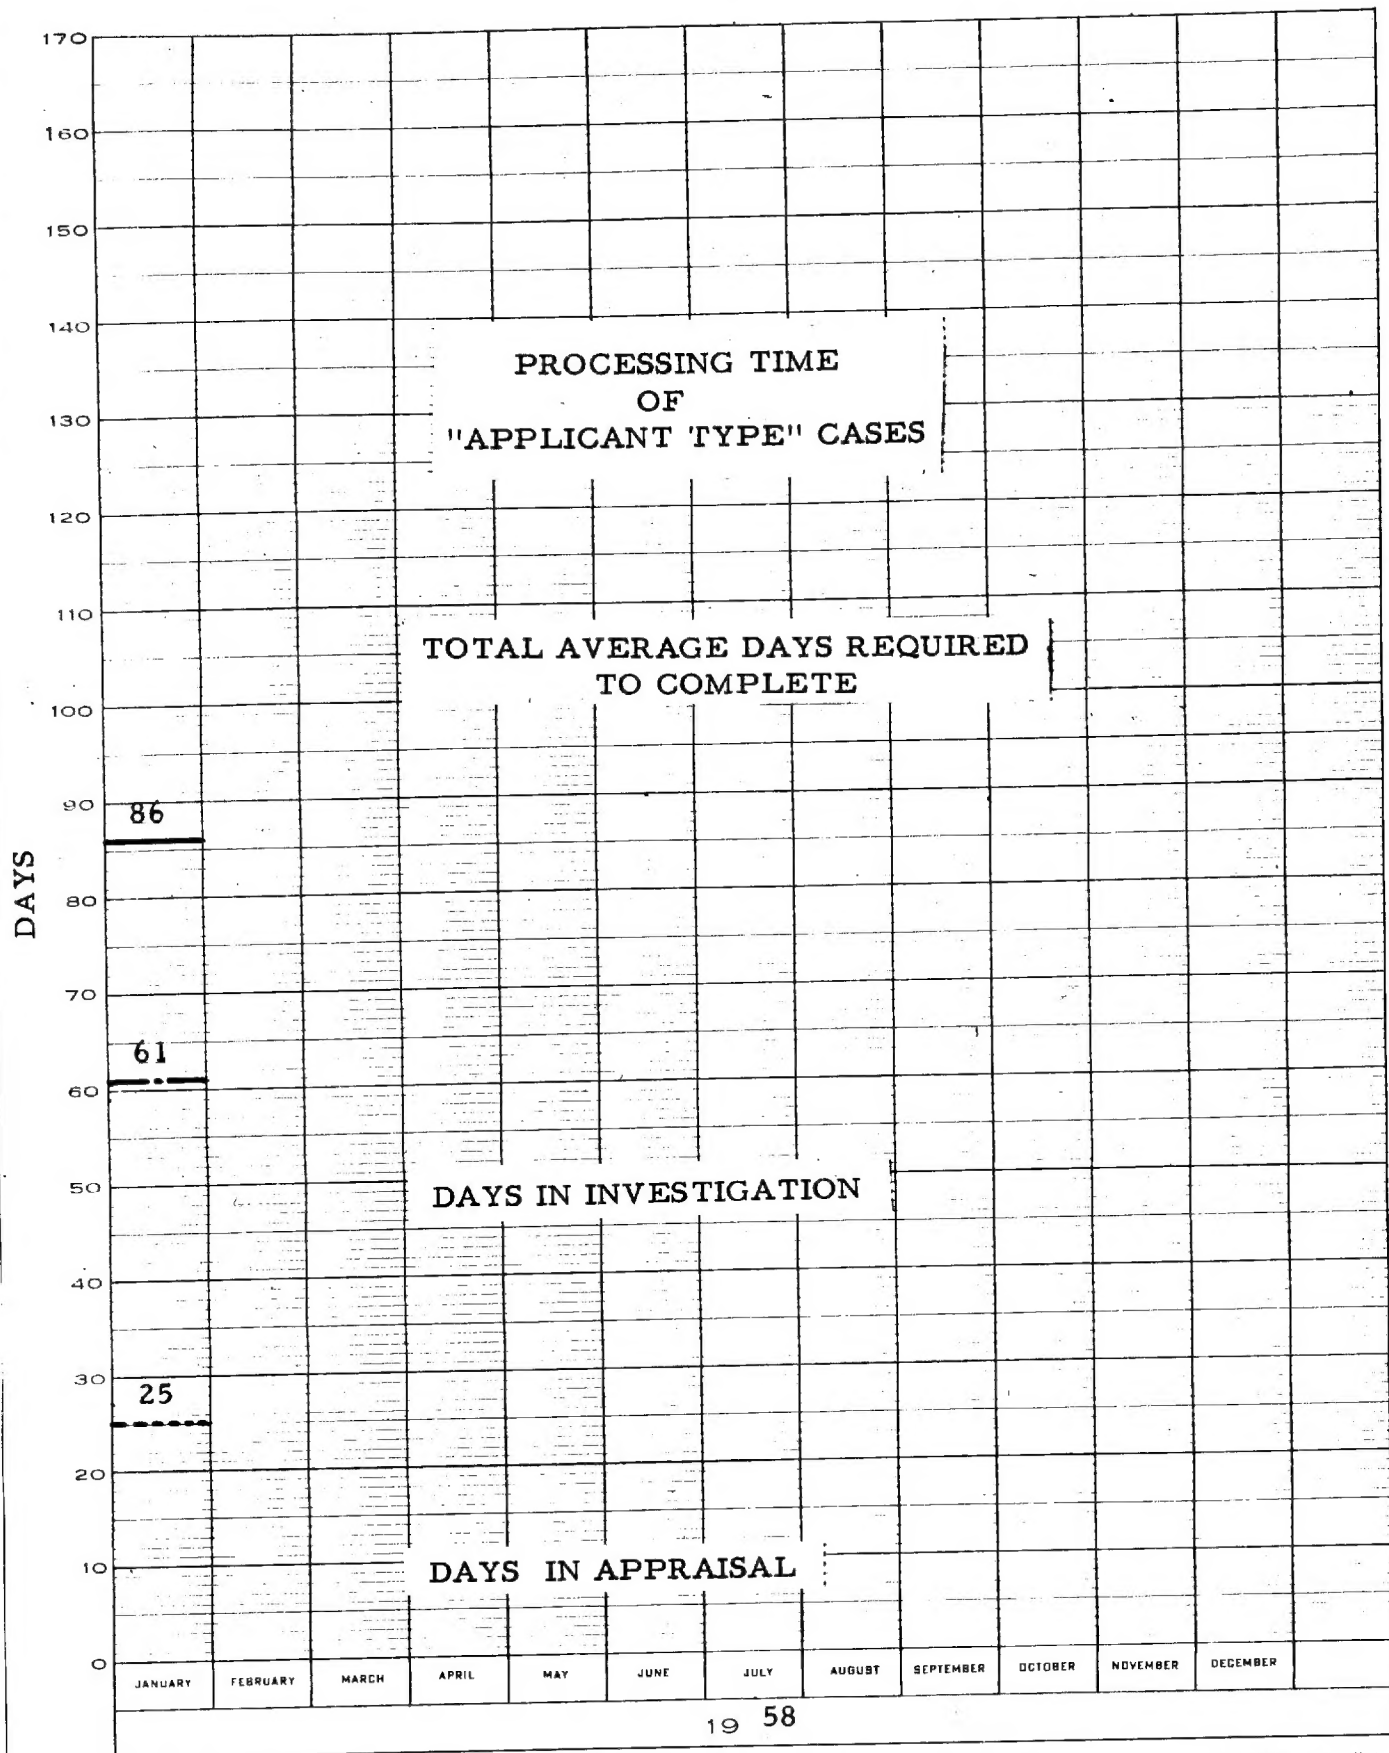 170
160
150
140
PROCESSING TIME
OF
"APPLICANT TYPE" CASES
130
120
110
TOTAL AVERAGE DAYS REQUIRED
TO COMPLETE
100
90
86
DAYS
80
70
61
60
50
DAYS IN INVESTIGATION
40
30
25
20
10
DAYS IN APPRAISAL
0
JANUARY FEBRUARY MARCH APRIL MAY JUNE JULY AUGUST SEPTEMBER OCTOBER NOVEMBER DECEMBER
19 58